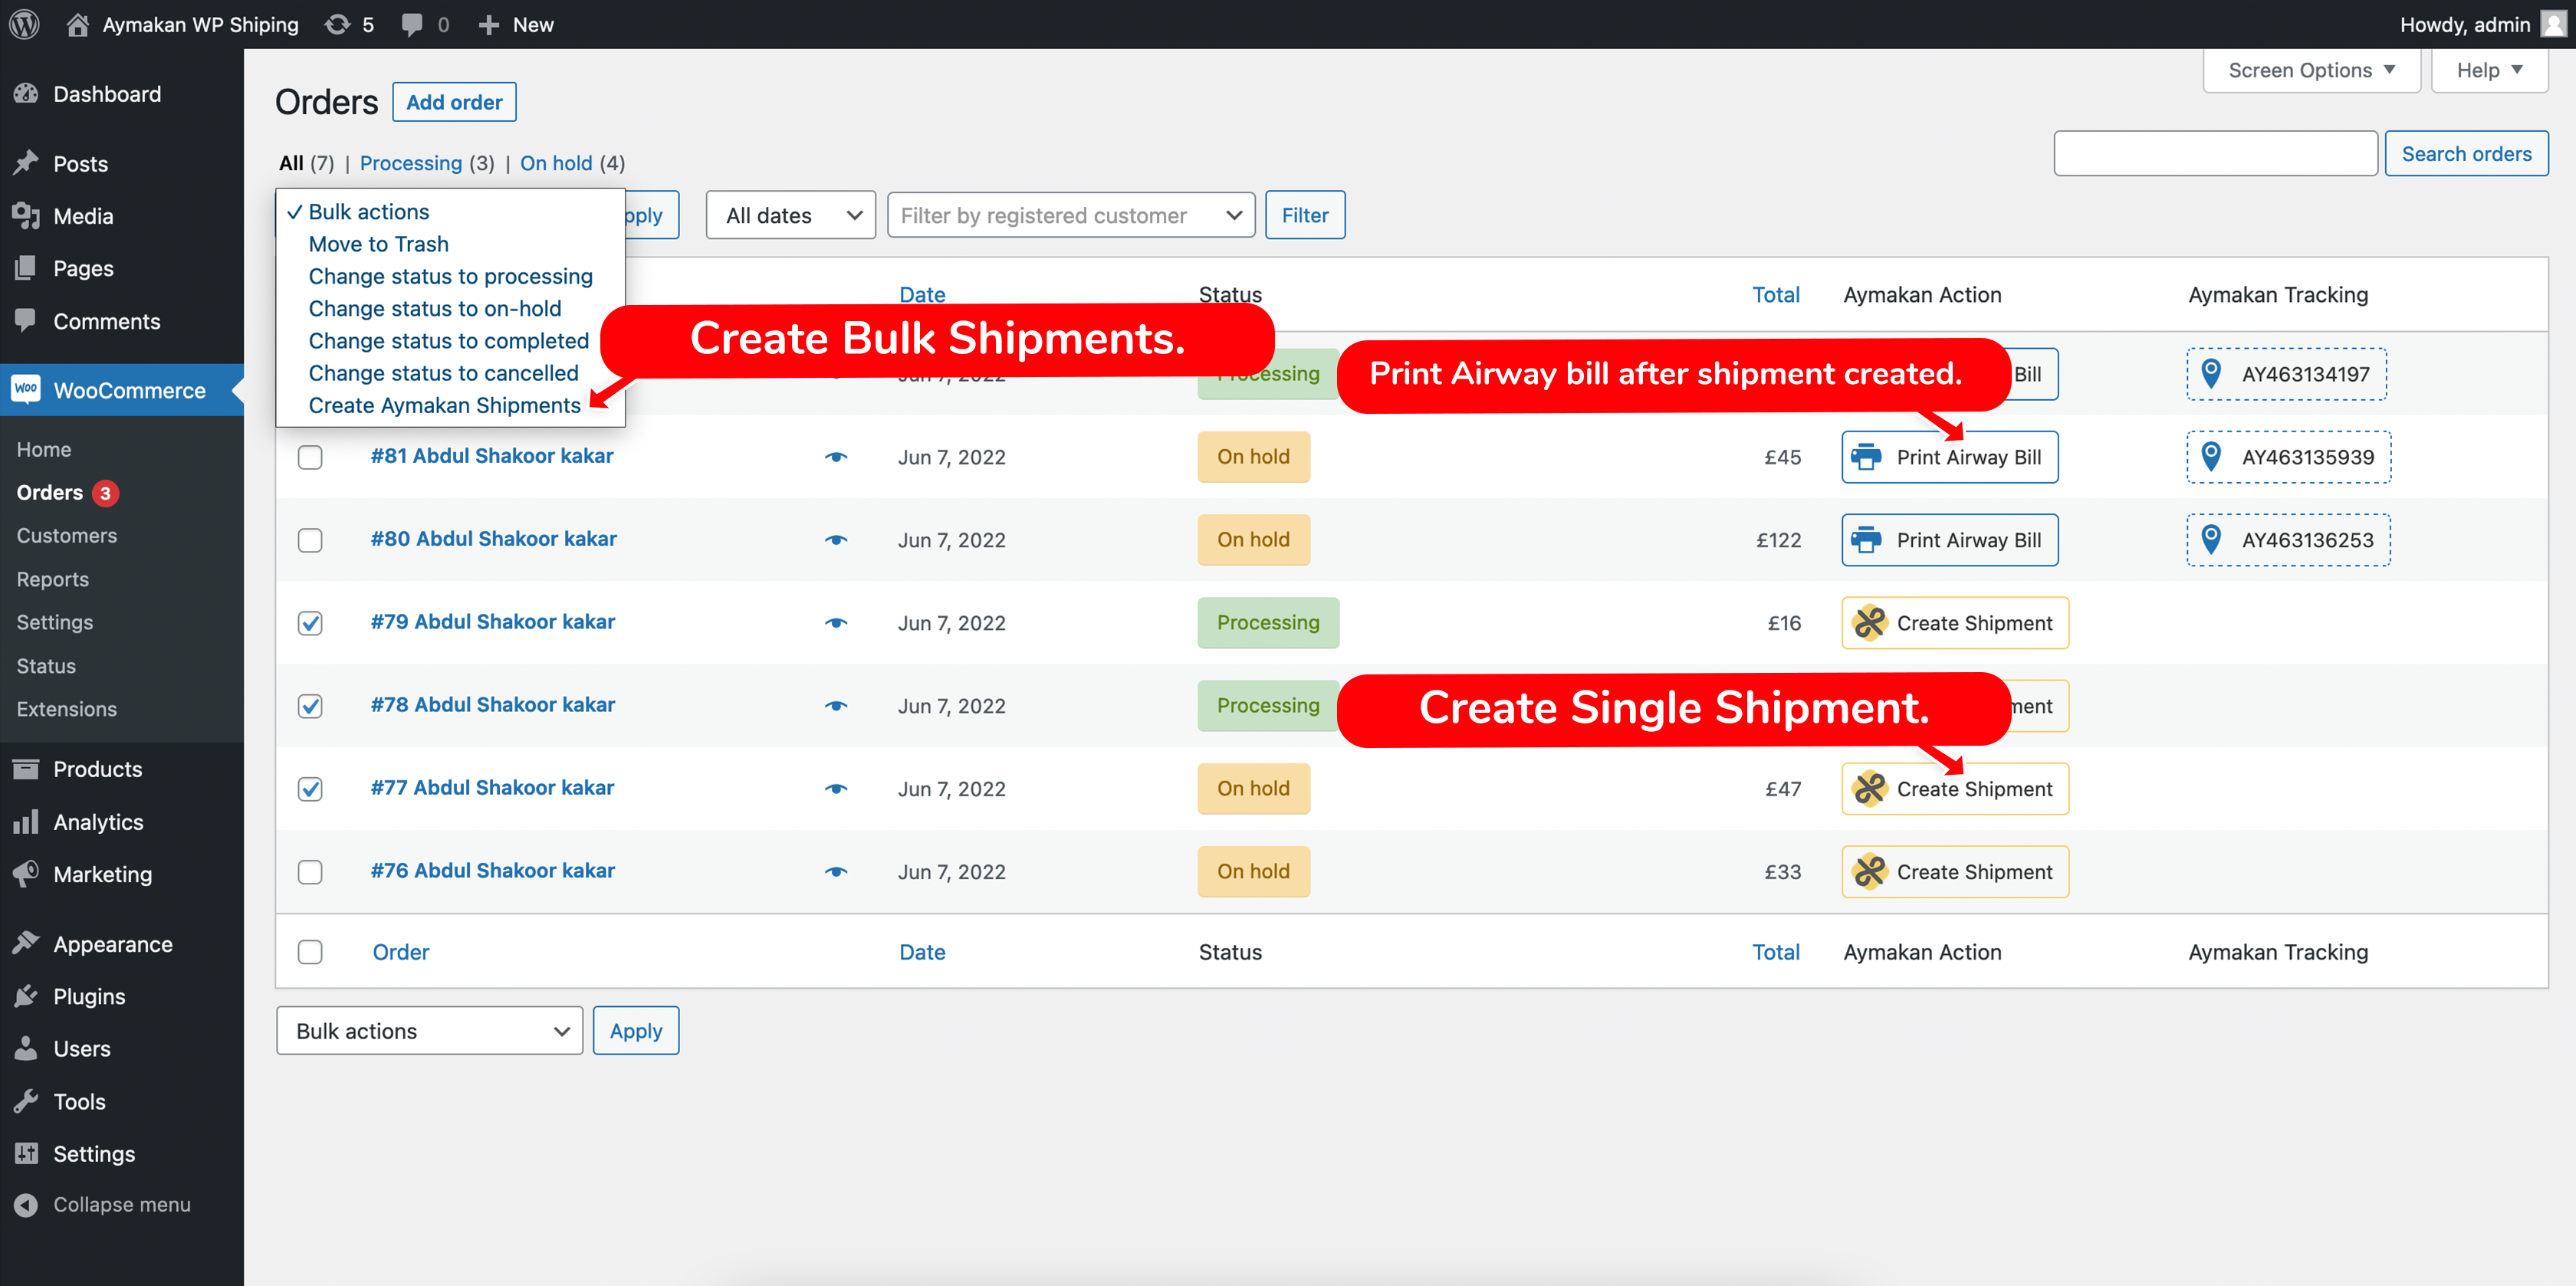 Aymakan WP Shiping 5 0 New Howdy, admin
Screen Options Help
Dashboard
Posts
Media
Pages
Comments
WooCommerce
Home
Orders 3
Customers
Reports
Settings
Status
Extensions
Products
Analytics
Marketing
Appearance
Plugins
Users
Tools
Settings
Collapse menu
Orders Add order
All (7) | Processing (3) | On hold (4)
Search orders
Bulk actions
Move to Trash
Change status to processing
Change status to on-hold
Change status to completed
Change status to cancelled
Create Aymakan Shipments
pply All dates Filter by registered customer Filter
Date Status Total Aymakan Action Aymakan Tracking
Create Bulk Shipments.
Print Airway bill after shipment created.
Jun 7, 2022 Processing Bill AY463134197
#81 Abdul Shakoor kakar Jun 7, 2022 On hold £45 Print Airway Bill AY463135939
#80 Abdul Shakoor kakar Jun 7, 2022 On hold £122 Print Airway Bill AY463136253
#79 Abdul Shakoor kakar Jun 7, 2022 Processing £16 Create Shipment
#78 Abdul Shakoor kakar Jun 7, 2022 Processing ment
Create Single Shipment.
#77 Abdul Shakoor kakar Jun 7, 2022 On hold £47 Create Shipment
#76 Abdul Shakoor kakar Jun 7, 2022 On hold £33 Create Shipment
Order Date Status Total Aymakan Action Aymakan Tracking
Bulk actions Apply